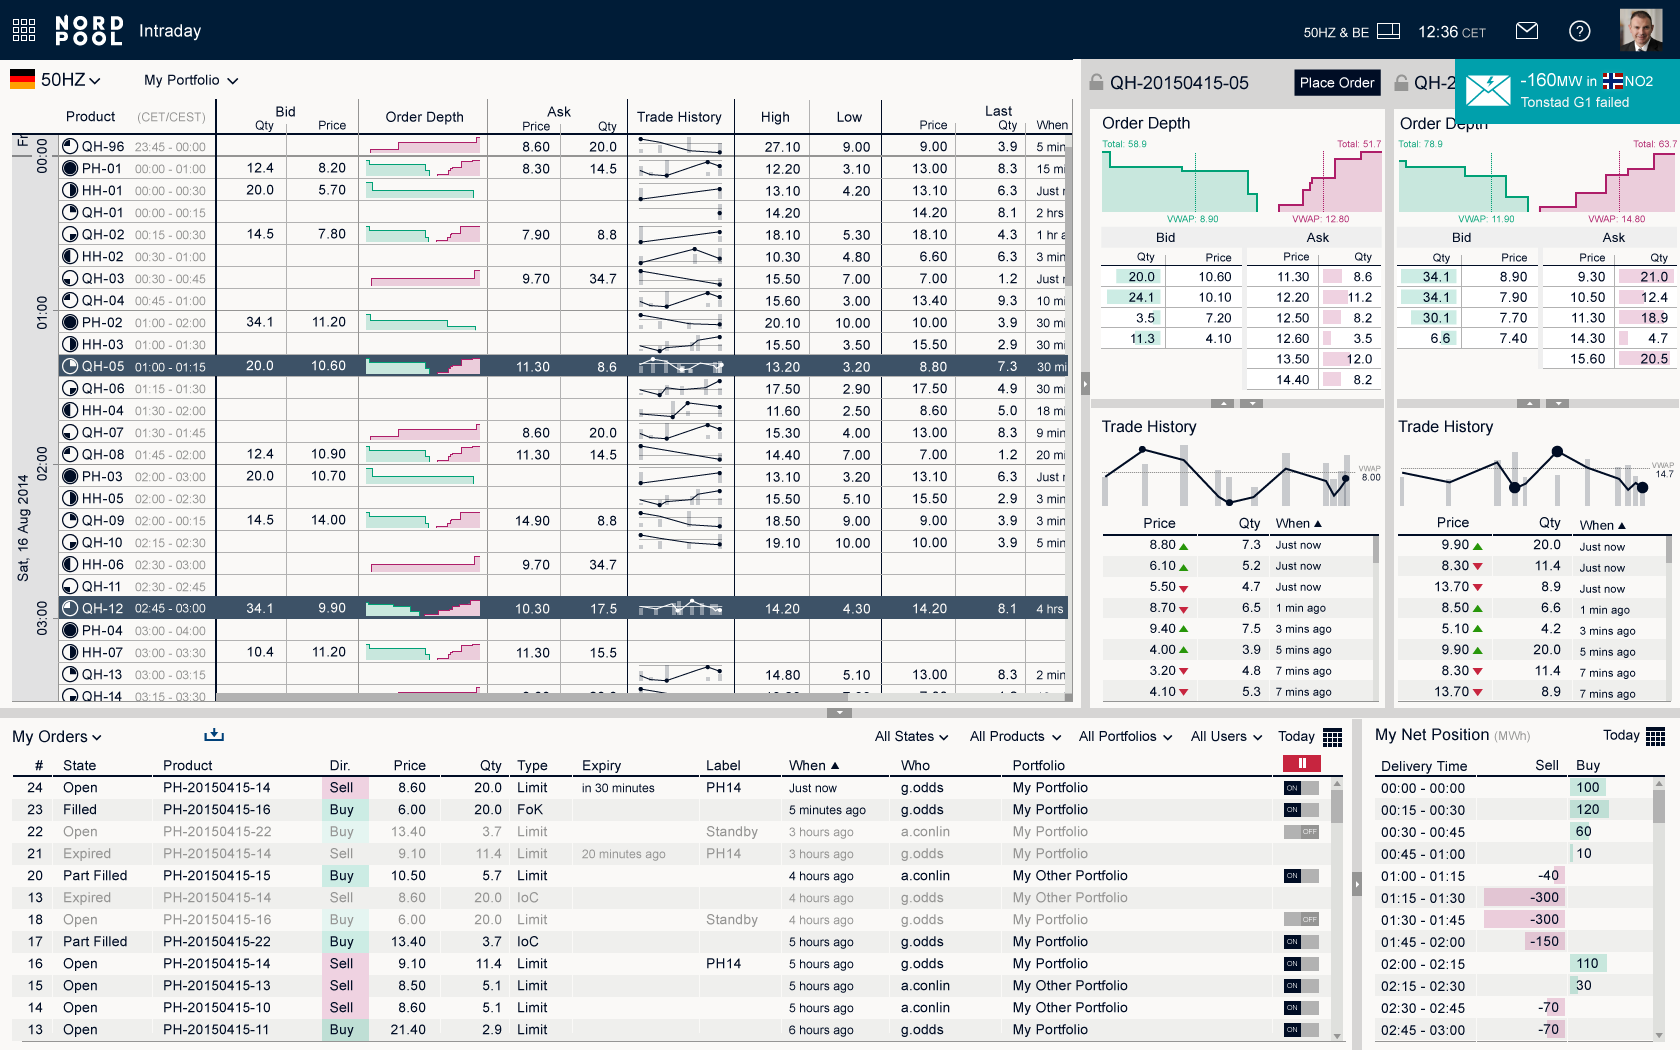 NORD POOL Intraday
50HZ & BE 12:36 CET
50HZ My Portfolio
-160MW in NO2
Tonstad G1 failed
Product (CET/CEST) Bid Order Depth Ask Trade History High Low Last
Qty Price Price Qty Price Qty When
QH-96 23:45 - 00:00 8.60 20.0 27.10 9.00 9.00 3.9 5 min
PH-01 00:00 - 01:00 12.4 8.20 8.30 14.5 12.20 3.10 13.00 8.3 15 mi
HH-01 00:00 - 00:30 20.0 5.70 13.10 4.20 13.10 6.3 Just
QH-01 00:00 - 00:15 14.20 14.20 8.1 2 hrs
QH-02 00:15 - 00:30 14.5 7.80 7.90 8.8 18.10 5.30 18.10 4.3 1 hr a
HH-02 00:30 - 01:00 10.30 4.80 6.60 6.3 3 min
QH-03 00:30 - 00:45 9.70 34.7 15.50 7.00 7.00 1.2 Just
QH-04 00:45 - 01:00 15.60 3.00 13.40 9.3 10 mi
PH-02 01:00 - 02:00 34.1 11.20 20.10 10.00 10.00 3.9 30 mi
HH-03 01:00 - 01:30 15.50 3.50 15.50 2.9 30 mi
QH-05 01:00 - 01:15 20.0 10.60 11.30 8.6 13.20 3.20 8.80 7.3 30 mi
QH-06 01:15 - 01:30 17.50 2.90 17.50 4.9 30 mi
HH-04 01:30 - 02:00 11.60 2.50 8.60 5.0 18 mi
QH-07 01:30 - 01:45 8.60 20.0 15.30 4.00 13.00 8.3 9 min
QH-08 01:45 - 02:00 12.4 10.90 11.30 14.5 14.40 7.00 7.00 1.2 20 mi
PH-03 02:00 - 03:00 20.0 10.70 13.10 3.20 13.10 6.3 Just
HH-05 02:00 - 02:30 15.50 5.10 15.50 2.9 3 min
QH-09 02:00 - 00:15 14.5 14.00 14.90 8.8 18.50 9.00 9.00 3.9 3 min
QH-10 02:15 - 02:30 19.10 10.00 10.00 3.9 5 min
HH-06 02:30 - 03:00 9.70 34.7
QH-11 02:30 - 02:45
QH-12 02:45 - 03:00 34.1 9.90 10.30 17.5 14.20 4.30 14.20 8.1 4 hrs
PH-04 03:00 - 04:00
HH-07 03:00 - 03:30 10.4 11.20 11.30 15.5
QH-13 03:00 - 03:15 14.80 5.10 13.00 8.3 2 min
QH-14 03:15 - 03:30
Fr
00:00
01:00
02:00
03:00
Sat, 16 Aug 2014
QH-20150415-05 Place Order
Order Depth
Total: 58.9 Total: 51.7
VWAP: 8.90 VWAP: 12.80
Bid Ask
Qty Price Price Qty
20.0 10.60 11.30 8.6
24.1 10.10 12.20 11.2
3.5 7.20 12.50 8.2
11.3 4.10 12.60 3.5
13.50 12.0
14.40 8.2
Trade History
VWAP 8.00
Price Qty When
8.80 7.3 Just now
6.10 5.2 Just now
5.50 4.7 Just now
8.70 6.5 1 min ago
9.40 7.5 3 mins ago
4.00 3.9 5 mins ago
3.20 4.8 7 mins ago
4.10 5.3 7 mins ago
QH-2
Order Depth
Total: 78.9 Total: 63.7
VWAP: 11.90 VWAP: 14.80
Bid Ask
Qty Price Price Qty
34.1 8.90 9.30 21.0
34.1 7.90 10.50 12.4
30.1 7.70 11.30 18.9
6.6 7.40 14.30 4.7
15.60 20.5
Trade History
VWAP 14.7
Price Qty When
9.90 20.0 Just now
8.30 11.4 Just now
13.70 8.9 Just now
8.50 6.6 1 min ago
5.10 4.2 3 mins ago
9.90 20.0 5 mins ago
8.30 11.4 7 mins ago
13.70 8.9 7 mins ago
My Orders All States All Products All Portfolios All Users Today
# State Product Dir. Price Qty Type Expiry Label When Who Portfolio
24 Open PH-20150415-14 Sell 8.60 20.0 Limit in 30 minutes PH14 Just now g.odds My Portfolio ON
23 Filled PH-20150415-16 Buy 6.00 20.0 FoK 5 minutes ago g.odds My Portfolio ON
22 Open PH-20150415-22 Buy 13.40 3.7 Limit Standby 3 hours ago a.conlin My Portfolio OFF
21 Expired PH-20150415-14 Sell 9.10 11.4 Limit 20 minutes ago PH14 3 hours ago g.odds My Portfolio
20 Part Filled PH-20150415-15 Buy 10.50 5.7 Limit 4 hours ago a.conlin My Other Portfolio ON
13 Expired PH-20150415-14 Sell 8.60 20.0 IoC 4 hours ago g.odds My Other Portfolio
18 Open PH-20150415-16 Buy 6.00 20.0 Limit Standby 4 hours ago g.odds My Portfolio OFF
17 Part Filled PH-20150415-22 Buy 13.40 3.7 IoC 5 hours ago g.odds My Portfolio ON
16 Open PH-20150415-14 Sell 9.10 11.4 Limit PH14 5 hours ago g.odds My Portfolio ON
15 Open PH-20150415-13 Sell 8.50 5.1 Limit 5 hours ago a.conlin My Other Portfolio ON
14 Open PH-20150415-10 Sell 8.60 5.1 Limit 5 hours ago a.conlin My Other Portfolio ON
13 Open PH-20150415-11 Buy 21.40 2.9 Limit 6 hours ago g.odds My Portfolio ON
My Net Position (MWh) Today
Delivery Time Sell Buy
00:00 - 00:00 100
00:15 - 00:30 120
00:30 - 00:45 60
00:45 - 01:00 10
01:00 - 01:15 -40
01:15 - 01:30 -300
01:30 - 01:45 -300
01:45 - 02:00 -150
02:00 - 02:15 110
02:15 - 02:30 30
02:30 - 02:45 -70
02:45 - 03:00 -70